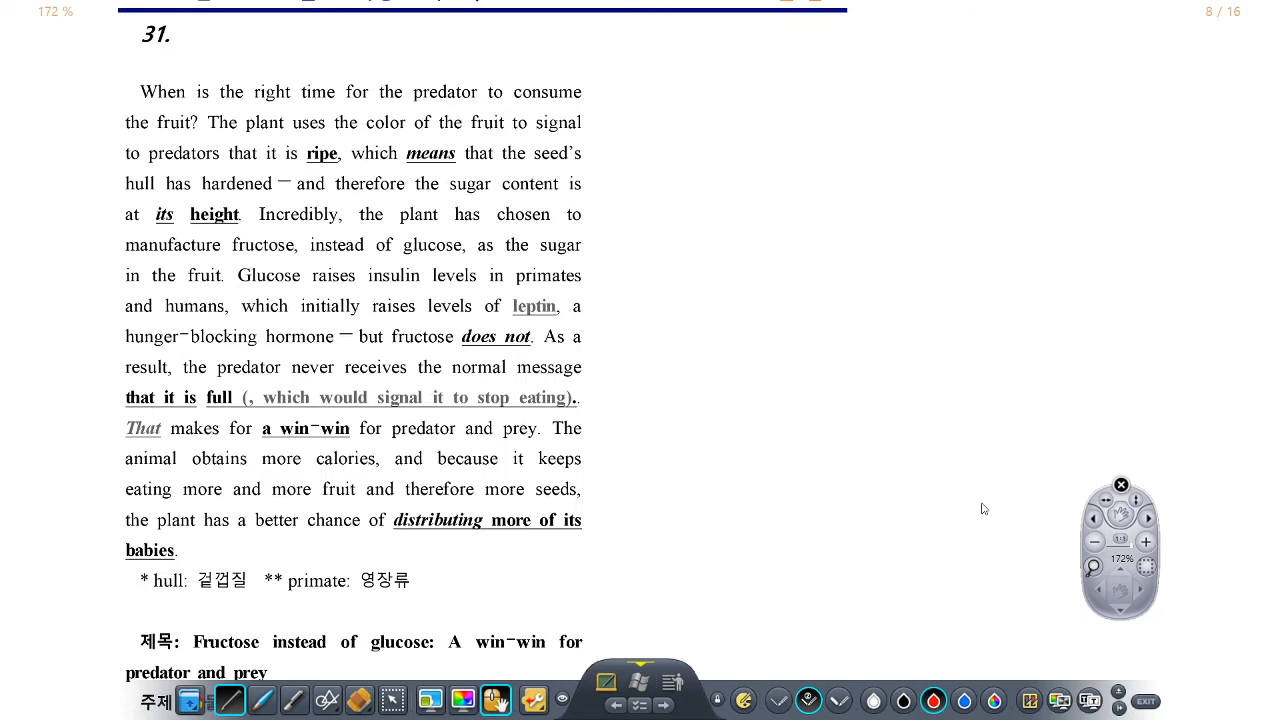 172 %
8 / 16
31.
When is the right time for the predator to consume
the fruit? The plant uses the color of the fruit to signal
to predators that it is ripe, which means that the seed's
hull has hardened — and therefore the sugar content is
at its height. Incredibly, the plant has chosen to
manufacture fructose, instead of glucose, as the sugar
in the fruit. Glucose raises insulin levels in primates
and humans, which initially raises levels of leptin, a
hunger-blocking hormone — but fructose does not. As a
result, the predator never receives the normal message
that it is full (, which would signal it to stop eating)..
That makes for a win-win for predator and prey. The
animal obtains more calories, and because it keeps
eating more and more fruit and therefore more seeds,
the plant has a better chance of distributing more of its
babies.
* hull: 겉껍질 ** primate: 영장류
제목: Fructose instead of glucose: A win-win for
predator and prey
주제
1:1
172%
EXIT